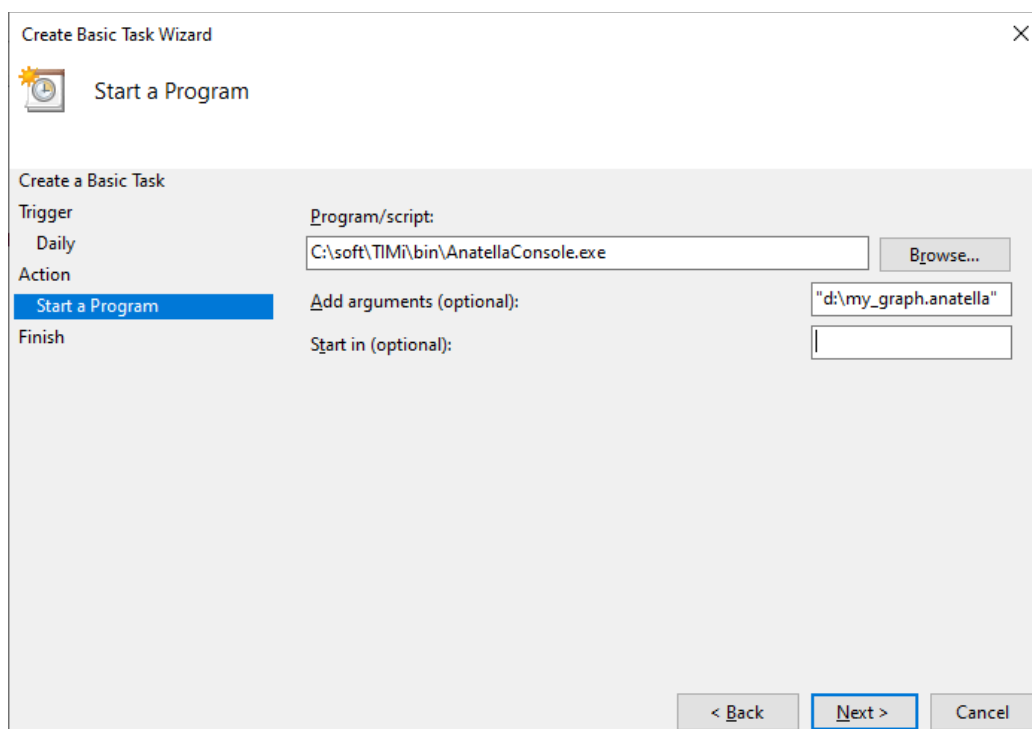 Create Basic Task Wizard
Start a Program
Create a Basic Task
Trigger
Daily
Action
Start a Program
Finish
Program/script:
C:\soft\TIMi\bin\AnatellaConsole.exe
Browse...
Add arguments (optional):
"d:\my_graph.anatella"
Start in (optional):
< Back
Next >
Cancel